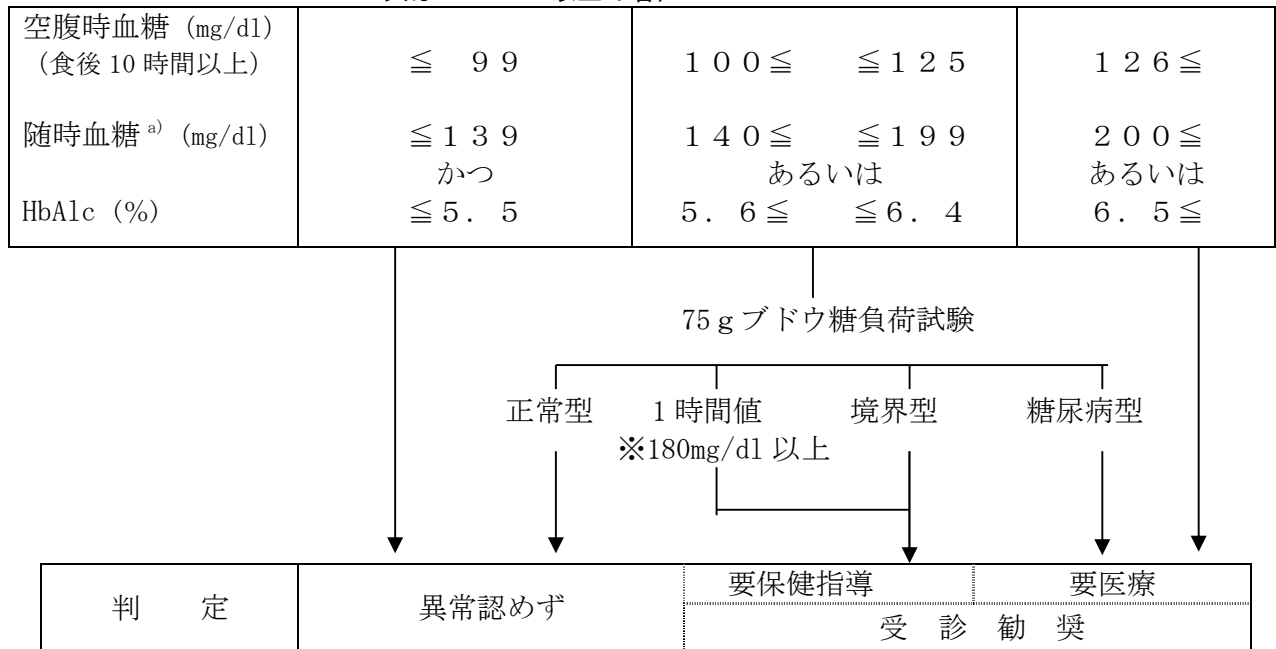 空腹時血糖 (mg/dl)
(食後10時間以上) ≦ 99 100≦ ≦125 126≦
随時血糖 a) (mg/dl) ≦139 140≦ ≦199 200≦
かつ あるいは あるいは
HbAlc (%) ≦5.5 5.6≦ ≦6.4 6.5≦
75gブドウ糖負荷試験
正常型 1時間値 境界型 糖尿病型
※180mg/dl以上
要保健指導 要医療
判 定 異常認めず
受 診 勧 奨